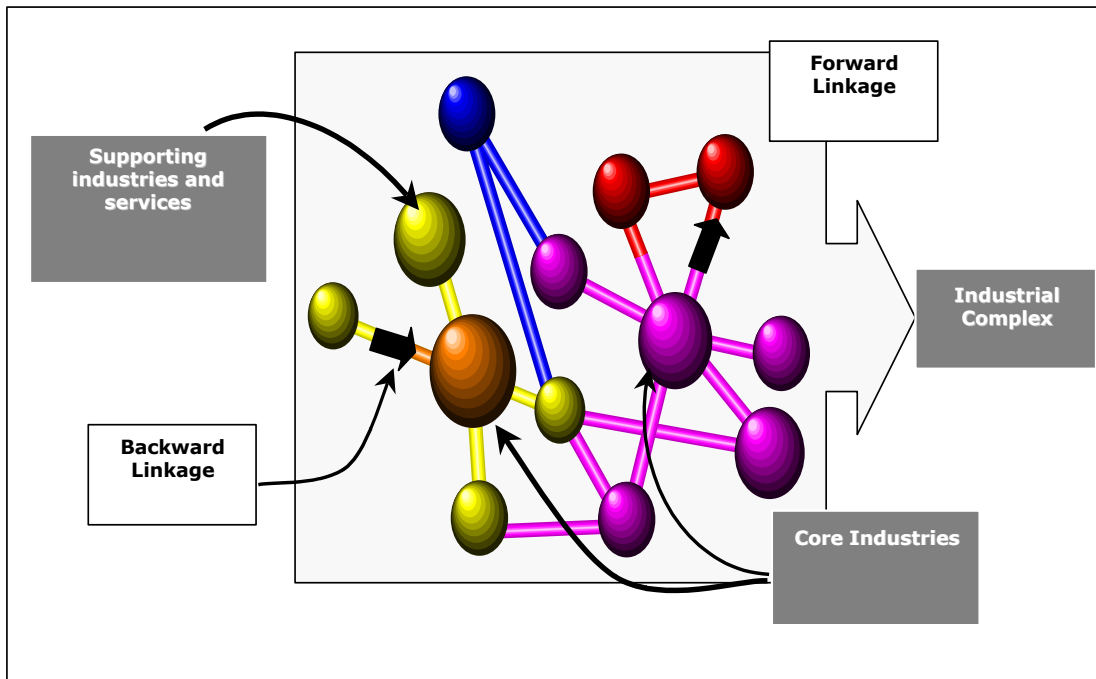 Forward
Linkage
Supporting
industries and
services
Industrial
Complex
Backward
Linkage
Core Industries